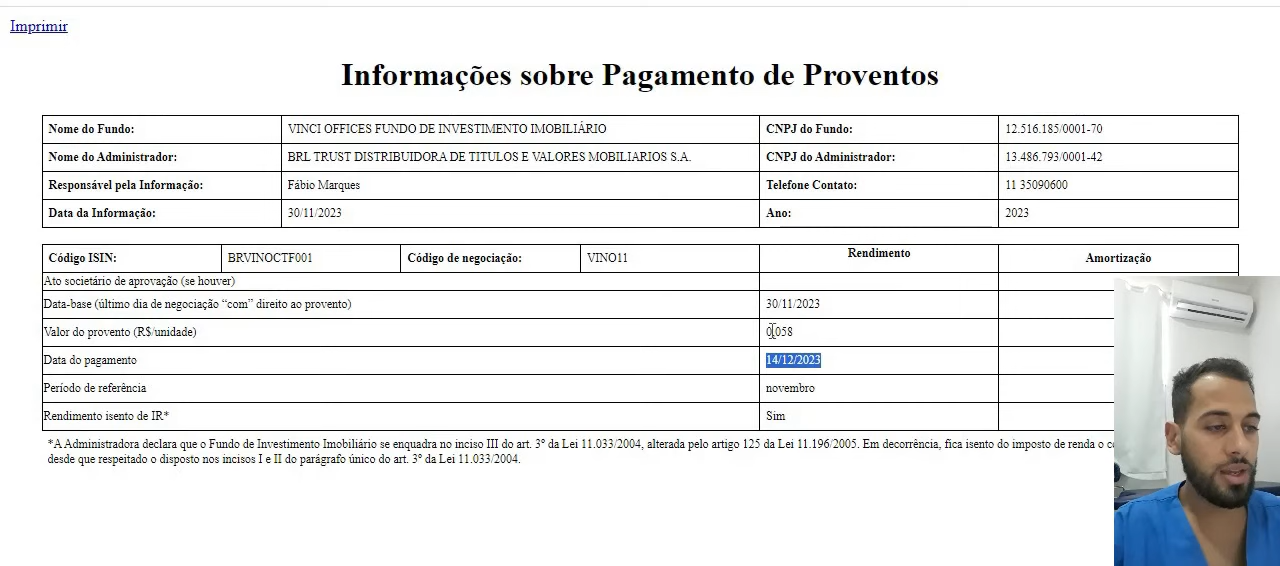 Imprimir
Informações sobre Pagamento de Proventos
Nome do Fundo: VINCI OFFICES FUNDO DE INVESTIMENTO IMOBILIÁRIO CNPJ do Fundo: 12.516.185/0001-70
Nome do Administrador: BRL TRUST DISTRIBUIDORA DE TITULOS E VALORES MOBILIARIOS S.A. CNPJ do Administrador: 13.486.793/0001-42
Responsável pela Informação: Fábio Marques Telefone Contato: 11 35090600
Data da Informação: 30/11/2023 Ano: 2023
Código ISIN: BRVINOCTF001 Código de negociação: VINO11 Rendimento Amortização
Ato societário de aprovação (se houver)
Data-base (último dia de negociação “com” direito ao provento) 30/11/2023
Valor do provento (R$/unidade) 0,058
Data do pagamento 14/12/2023
Período de referência novembro
Rendimento isento de IR* Sim
*A Administradora declara que o Fundo de Investimento Imobiliário se enquadra no inciso III do art. 3º da Lei 11.033/2004, alterada pelo artigo 125 da Lei 11.196/2005. Em decorrência, fica isento do imposto de renda o
desde que respeitado o disposto nos incisos I e II do parágrafo único do art. 3º da Lei 11.033/2004.